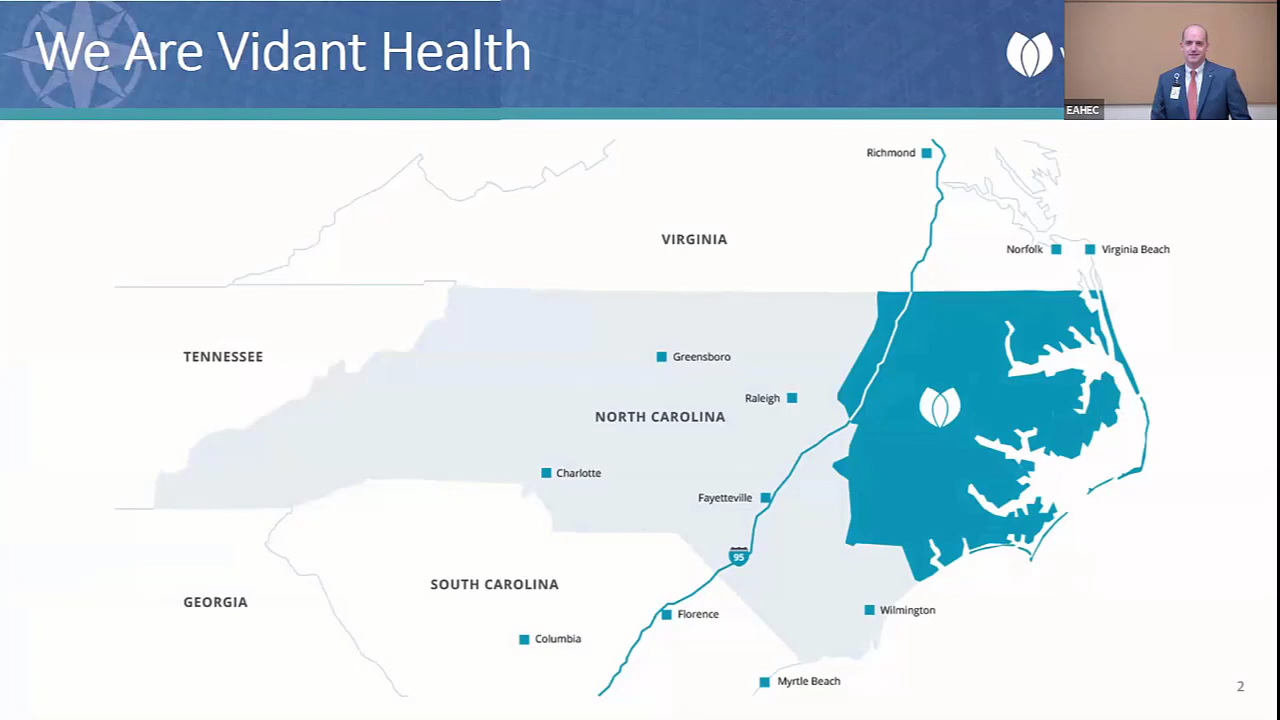 We Are Vidant Health
EAHEC
Richmond
VIRGINIA
Norfolk
Virginia Beach
TENNESSEE
Greensboro
Raleigh
NORTH CAROLINA
Charlotte
Fayetteville
95
SOUTH CAROLINA
GEORGIA
Wilmington
Florence
Columbia
Myrtle Beach
2